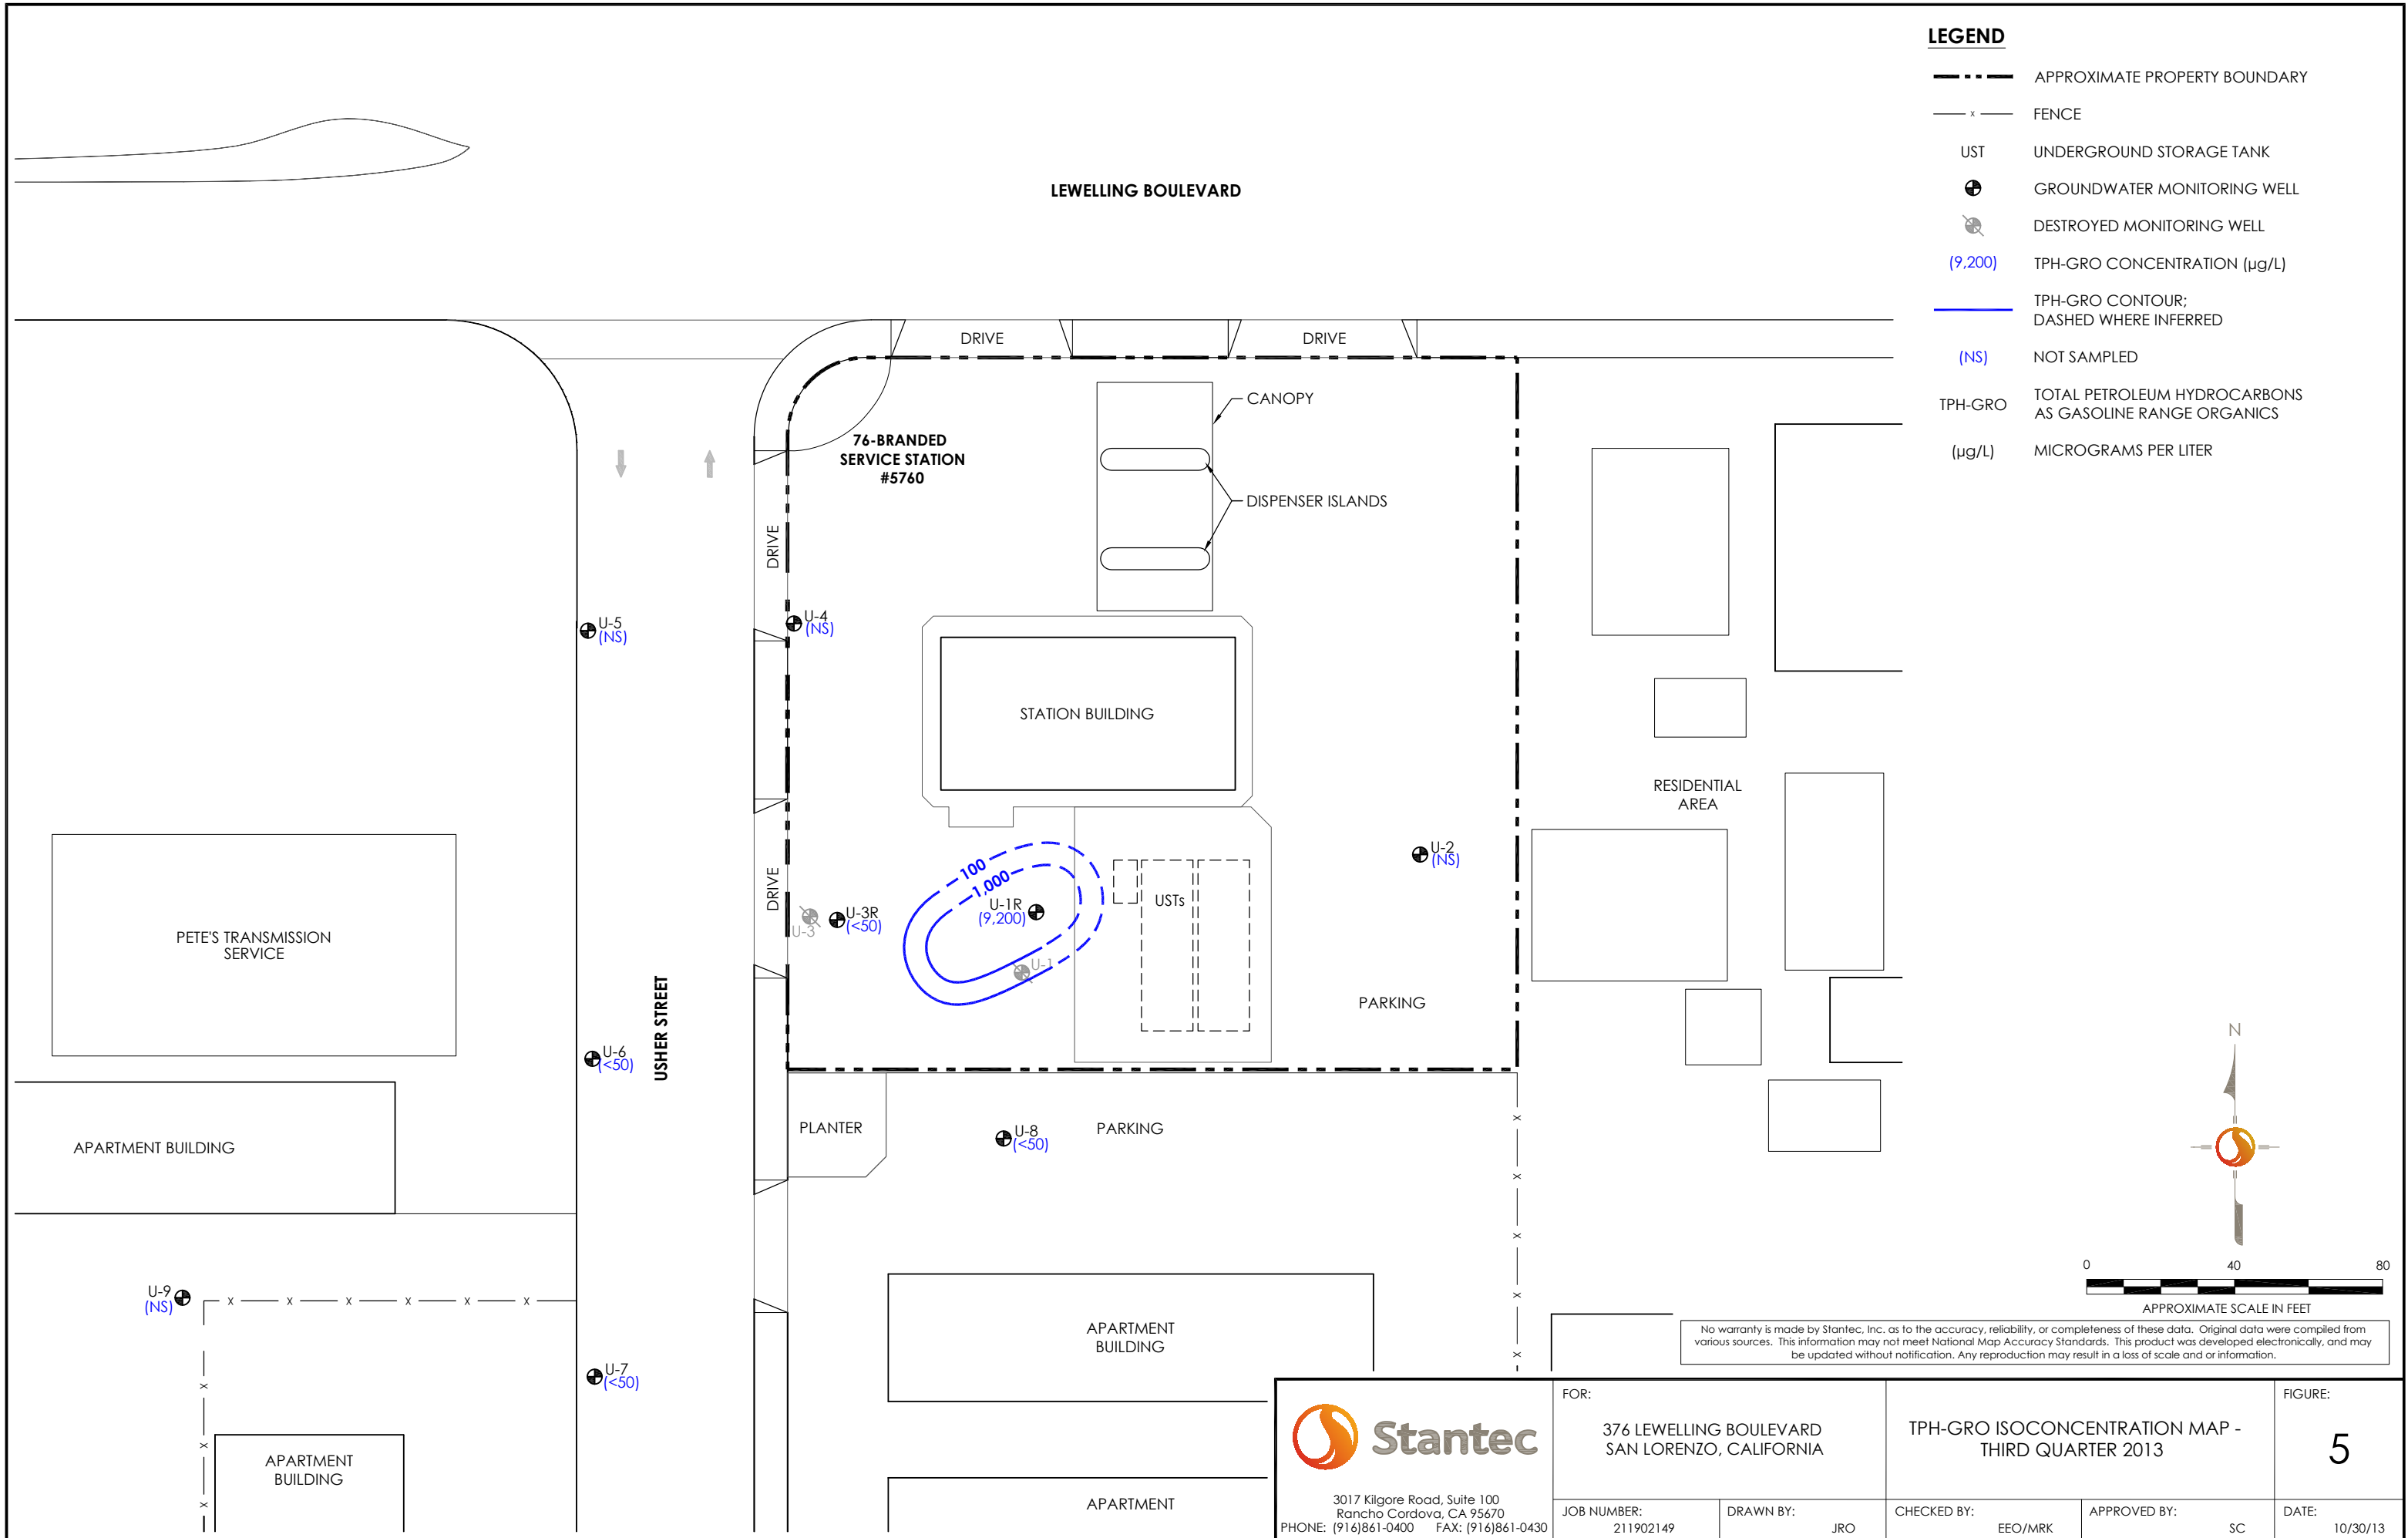 LEGEND
APPROXIMATE PROPERTY BOUNDARY
x FENCE
UST UNDERGROUND STORAGE TANK
GROUNDWATER MONITORING WELL
DESTROYED MONITORING WELL
(9,200) TPH-GRO CONCENTRATION (µg/L)
TPH-GRO CONTOUR;
DASHED WHERE INFERRED
(NS) NOT SAMPLED
TPH-GRO TOTAL PETROLEUM HYDROCARBONS
AS GASOLINE RANGE ORGANICS
(µg/L) MICROGRAMS PER LITER
LEWELLING BOULEVARD
DRIVE
DRIVE
CANOPY
76-BRANDED
SERVICE STATION
#5760
DISPENSER ISLANDS
DRIVE
U-5
(NS)
U-4
(NS)
STATION BUILDING
RESIDENTIAL
AREA
U-2
(NS)
100
1,000
DRIVE
USTs
U-1R
(9,200)
U-3R
(<50)
U-3
U-1
PETE'S TRANSMISSION
SERVICE
PARKING
USHER STREET
U-6
(<50)
PLANTER
U-8
(<50)
PARKING
APARTMENT BUILDING
N
U-9
(NS)
0 40 80
APPROXIMATE SCALE IN FEET
APARTMENT
BUILDING
No warranty is made by Stantec, Inc. as to the accuracy, reliability, or completeness of these data. Original data were compiled from
various sources. This information may not meet National Map Accuracy Standards. This product was developed electronically, and may
be updated without notification. Any reproduction may result in a loss of scale and or information.
U-7
(<50)
APARTMENT
BUILDING
APARTMENT
Stantec
3017 Kilgore Road, Suite 100
Rancho Cordova, CA 95670
PHONE: (916)861-0400 FAX: (916)861-0430
FOR:
376 LEWELLING BOULEVARD
SAN LORENZO, CALIFORNIA
TPH-GRO ISOCONCENTRATION MAP -
THIRD QUARTER 2013
FIGURE:
5
JOB NUMBER:
211902149
DRAWN BY:
JRO
CHECKED BY:
EEO/MRK
APPROVED BY:
SC
DATE:
10/30/13